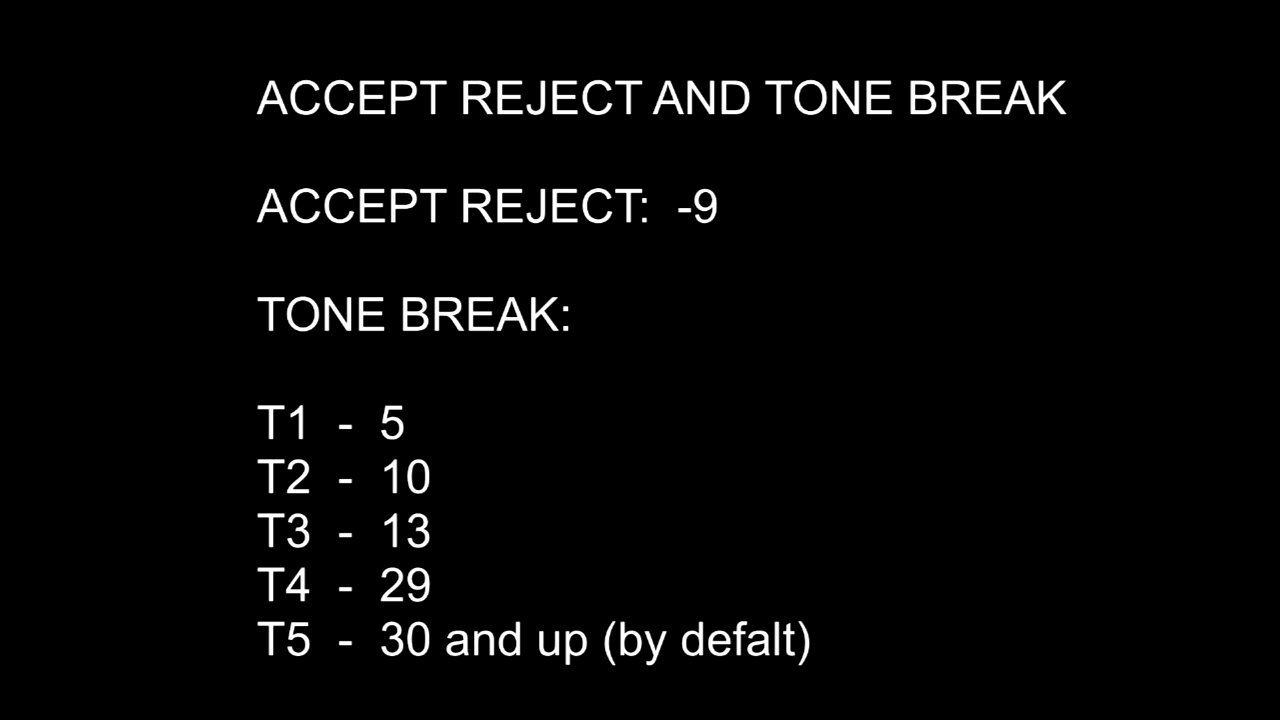 ACCEPT REJECT AND TONE BREAK
ACCEPT REJECT:  -9
TONE BREAK:
T1  -  5
T2  -  10
T3  -  13
T4  -  29
T5  -  30 and up (by defalt)